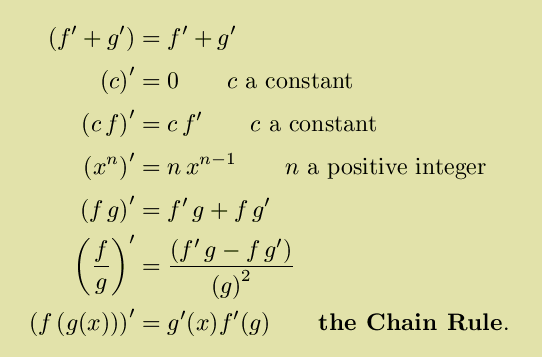 (f′ + g′) = f′ + g′
(c)′ = 0 c a constant
(c f)′ = c f′ c a constant
(xⁿ)′ = n xⁿ⁻¹ n a positive integer
(f g)′ = f′ g + f g′
(f/g)′ = (f′ g − f g′)/(g)²
(f (g(x)))′ = g′(x) f′(g) the Chain Rule.